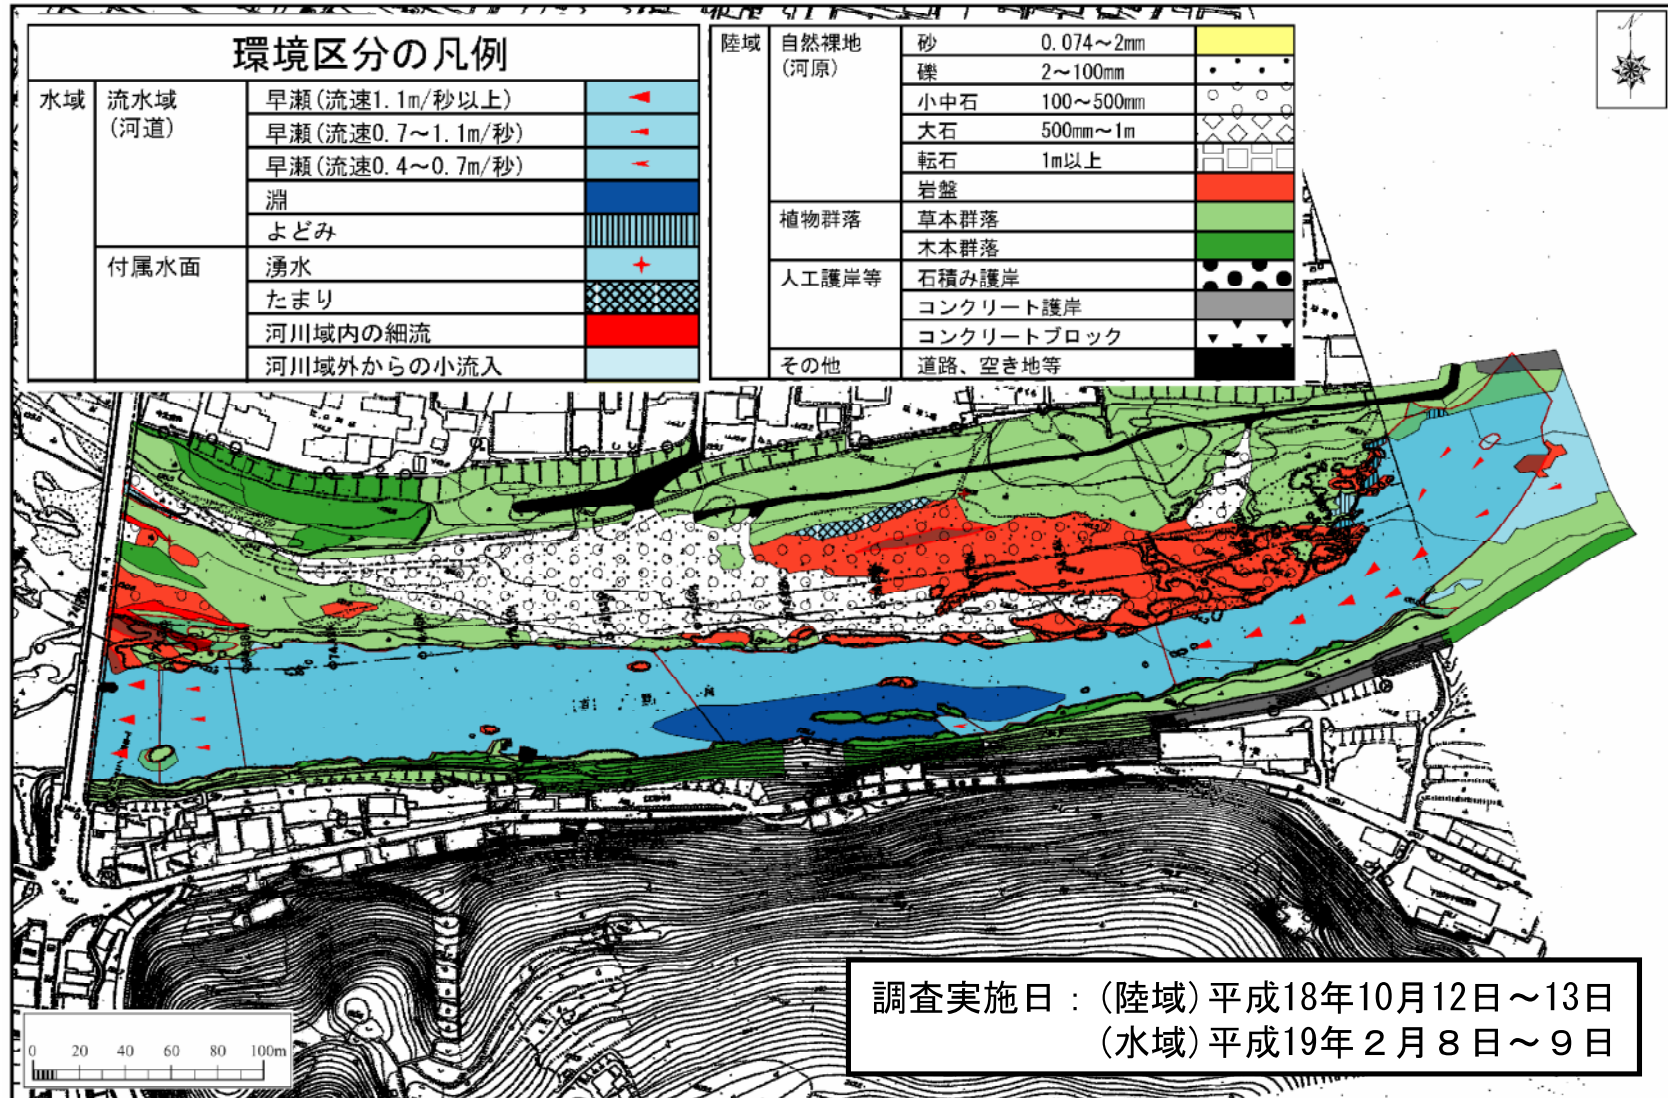 環境区分の凡例
水域 流水域 早瀬(流速1.1m/秒以上)
(河道)
早瀬(流速0.7～1.1m/秒)
早瀬(流速0.4～0.7m/秒)
淵
よどみ
付属水面 湧水
たまり
河川域内の細流
河川域外からの小流入
陸域 自然裸地 砂 0.074～2mm
(河原) 礫 2～100mm
小中石 100～500mm
大石 500mm～1m
転石 1m以上
岩盤
植物群落 草本群落
木本群落
人工護岸等 石積み護岸
コンクリート護岸
コンクリートブロック
その他 道路、空き地等
N
調査実施日：(陸域)平成18年10月12日～13日
(水域)平成19年２月８日～９日
0 20 40 60 80 100m